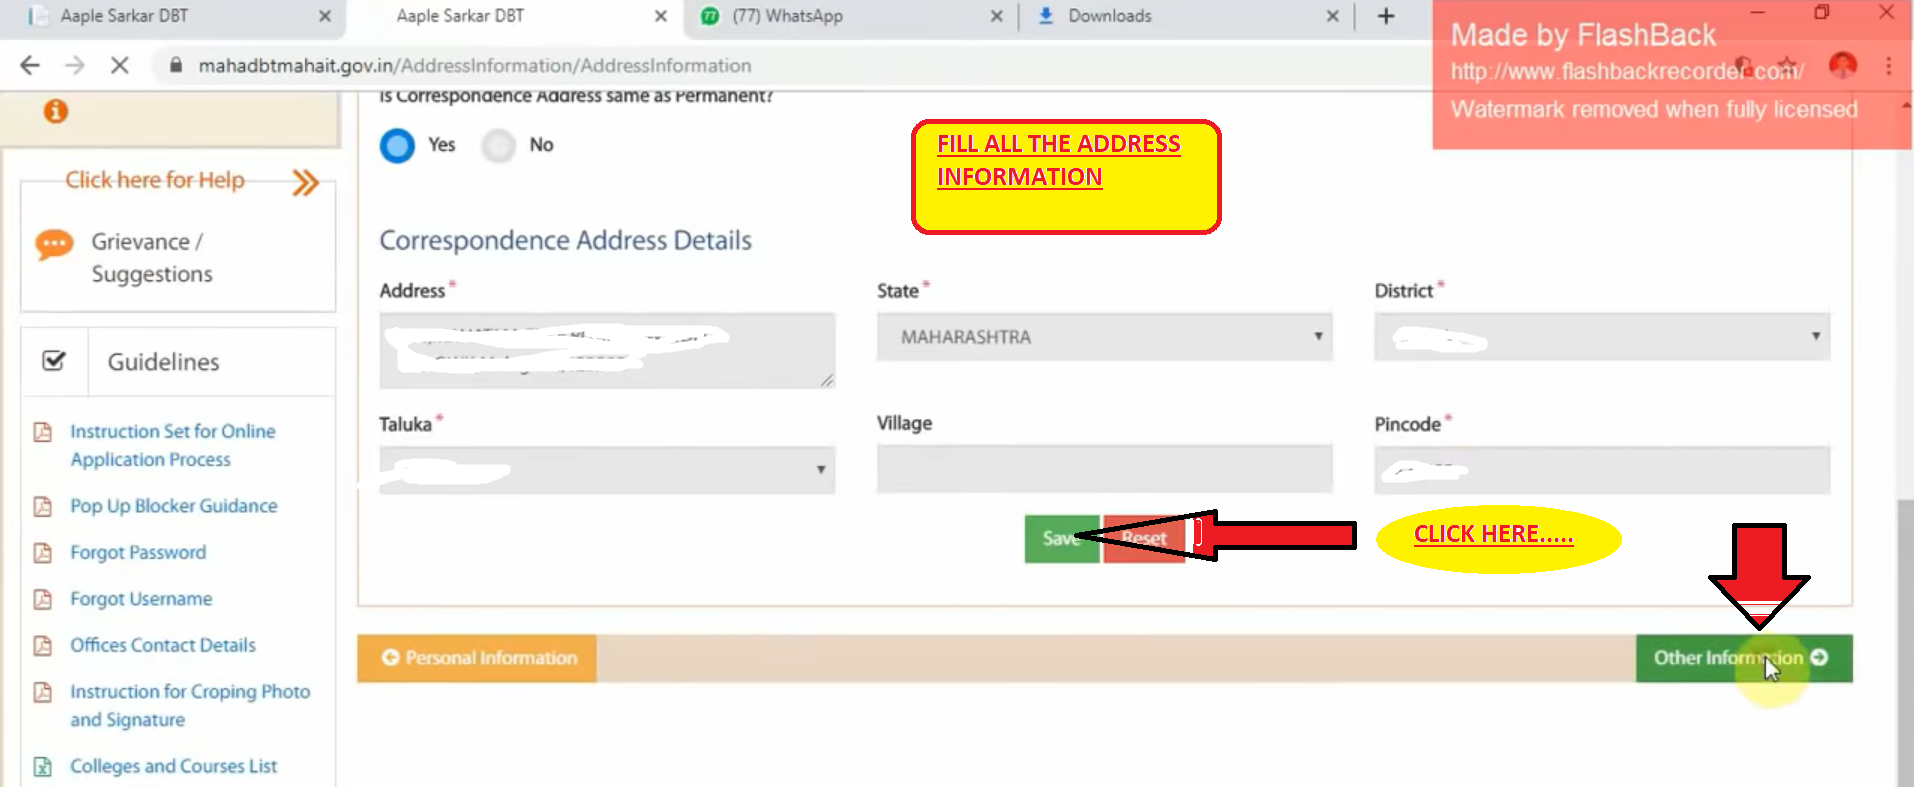 Aaple Sarkar DBT
Aaple Sarkar DBT
77 (77) WhatsApp
Downloads
mahadbtmahait.gov.in/AddressInformation/AddressInformation
Made by FlashBack
http://www.flashbackrecorder.com/
Watermark removed when fully licensed
Is Correspondence Address same as Permanent?
Yes
No
FILL ALL THE ADDRESS
INFORMATION
Click here for Help
Grievance /
Suggestions
Guidelines
Instruction Set for Online
Application Process
Pop Up Blocker Guidance
Forgot Password
Forgot Username
Offices Contact Details
Instruction for Croping Photo
and Signature
Colleges and Courses List
Correspondence Address Details
Address *
State *
District *
MAHARASHTRA
Taluka *
Village
Pincode *
Save
Reset
CLICK HERE.....
Personal Information
Other Information